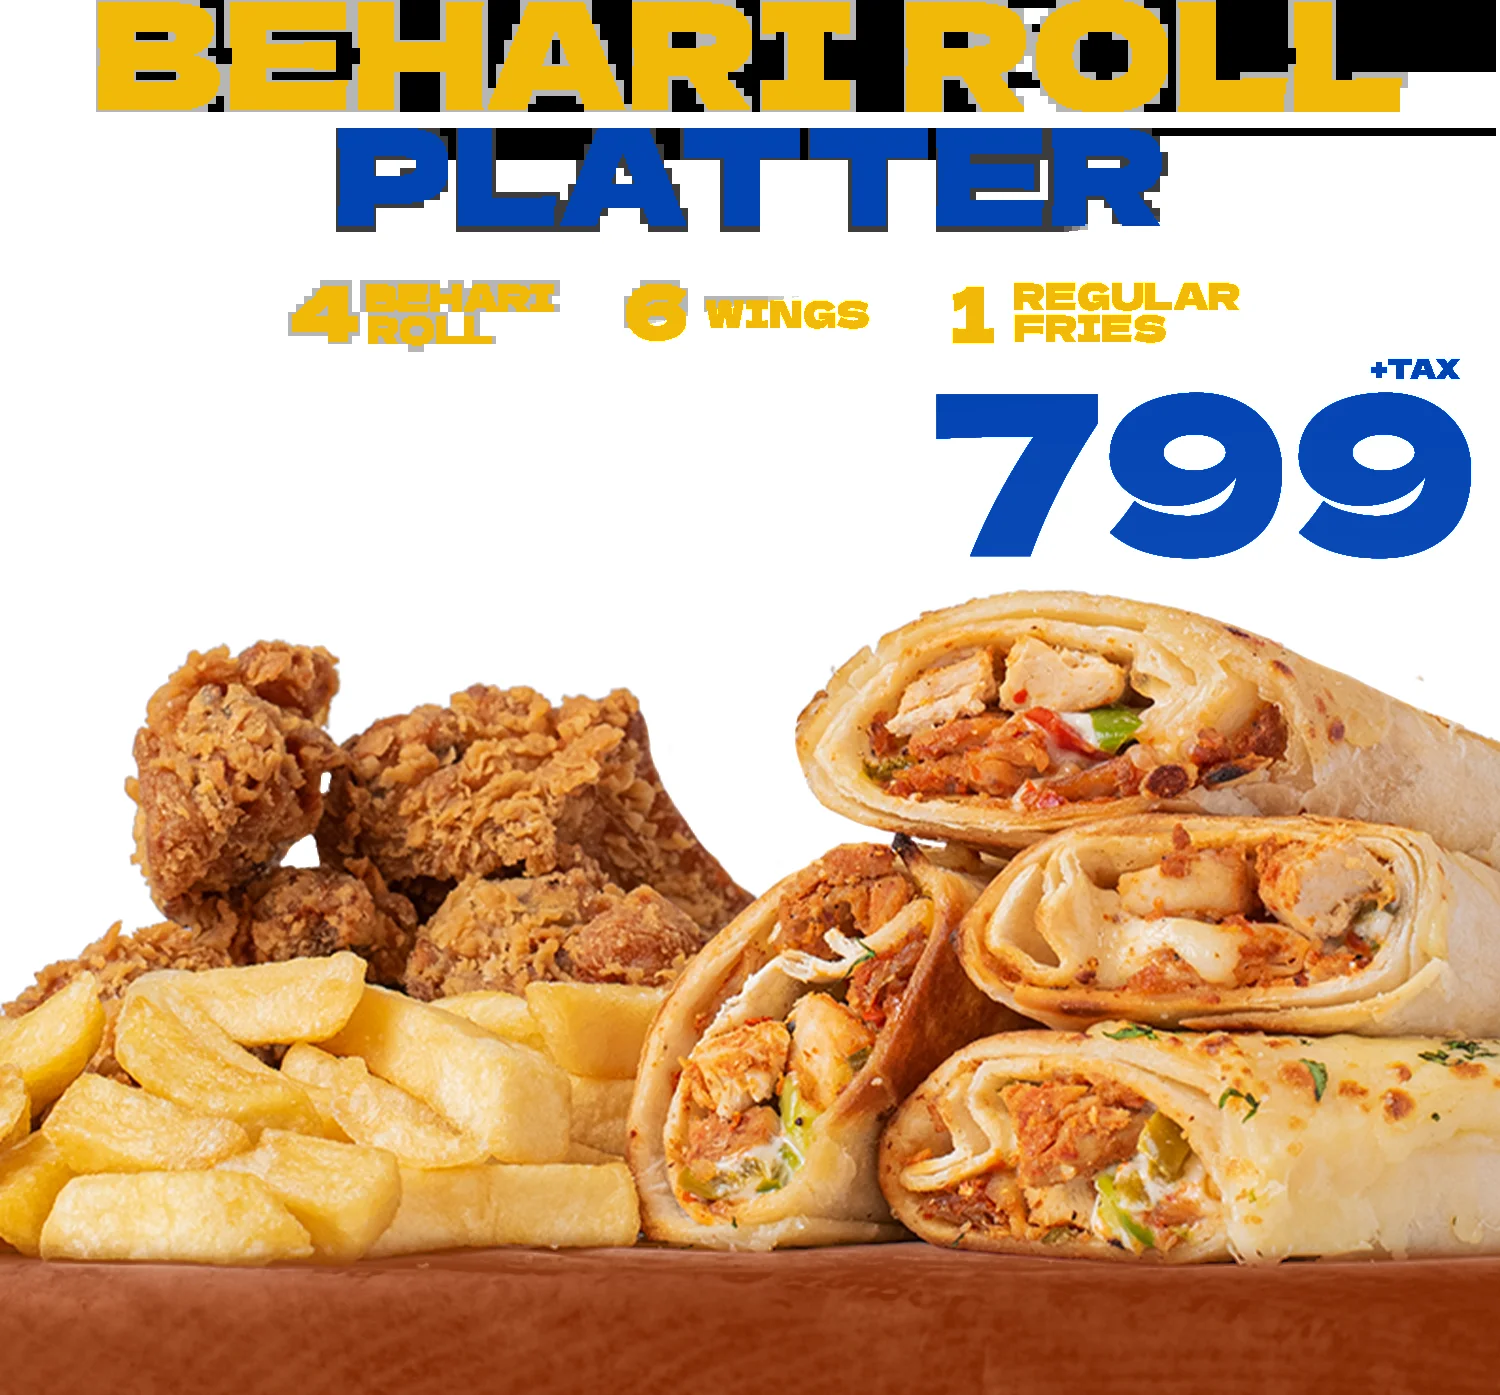 BEHARI ROLL
PLATTER
4 BEHARI ROLL
6 WINGS
1 REGULAR FRIES
+TAX
799